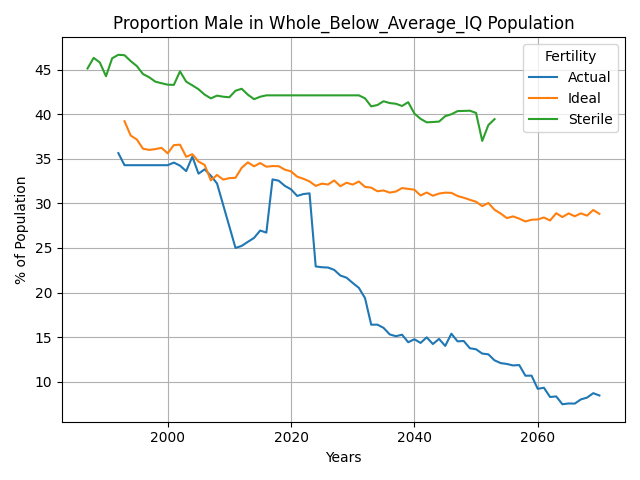 Proportion Male in Whole_Below_Average_IQ Population
Fertility
Actual
Ideal
Sterile
% of Population
45
40
35
30
25
20
15
10
2000
2020
2040
2060
Years